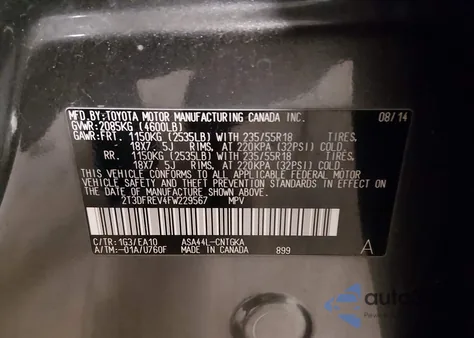 MFD.BY:TOYOTA MOTOR MANUFACTURING CANADA INC. 08/14
GVWR:2085KG (4600LB)
GAWR:FRT. 1150KG (2535LB) WITH 235/55R18 TIRES,
18X7. 5J RIMS, AT 220KPA (32PSI) COLD.
RR. 1150KG (2535LB) WITH 235/55R18 TIRES,
18X7. 5J RIMS, AT 220KPA (32PSI) COLD.
THIS VEHICLE CONFORMS TO ALL APPLICABLE FEDERAL MOTOR
VEHICLE SAFETY STANDARDS IN EFFECT ON THE DATE OF
MANUFACTURE SHOWN ABOVE.
2T3DFREV4FW229567 MPV
C/TR:1G3/EA10 ASA44L-CNTGKA
A/TM:-01A/U760F MADE IN CANADA 899 A